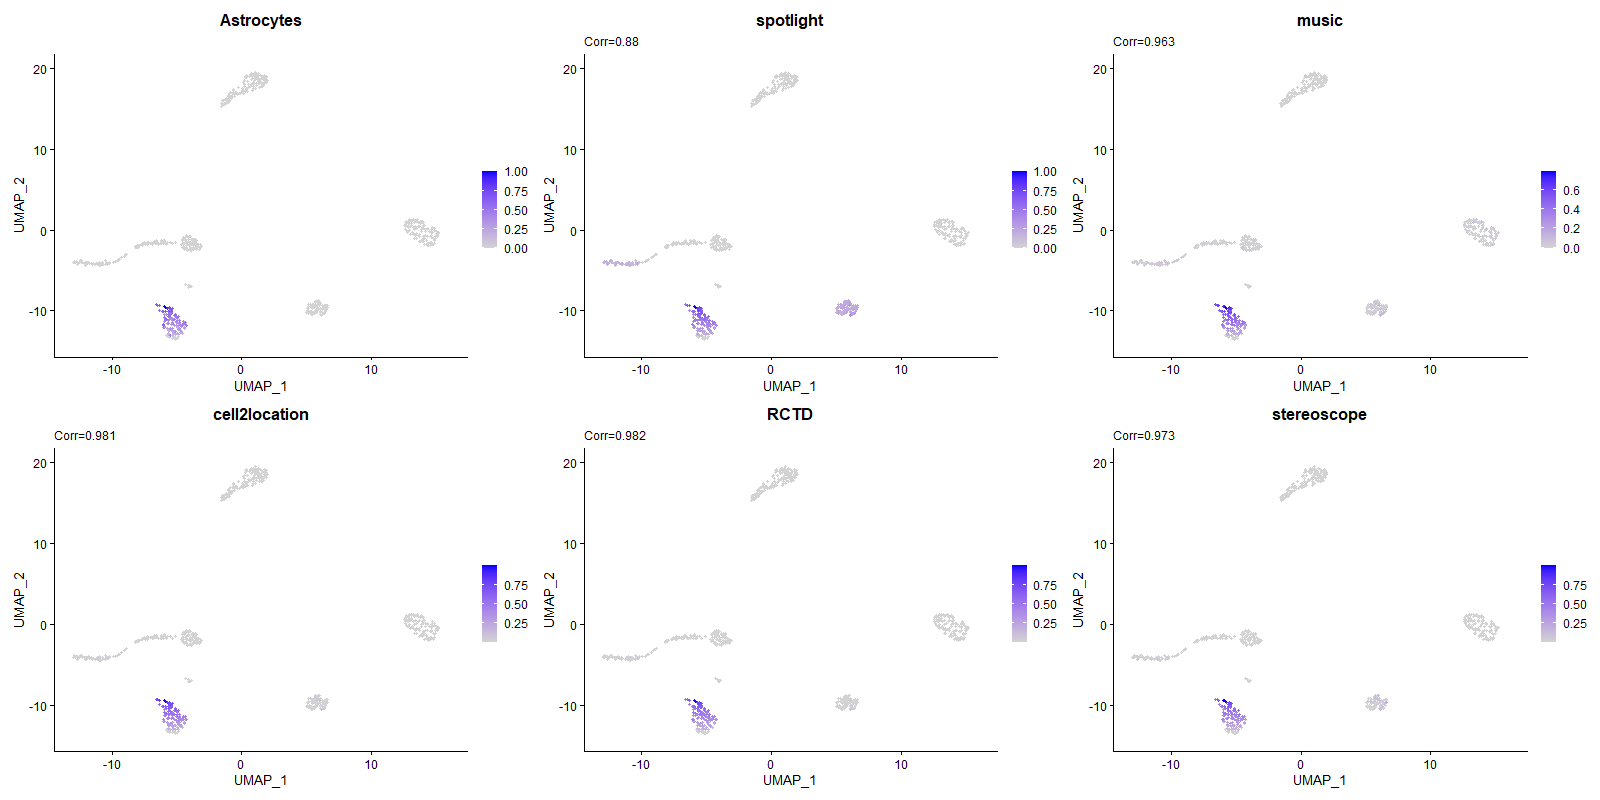 Astrocytes
UMAP_2
20
10
0
-10
-10
0
10
UMAP_1
1.00
0.75
0.50
0.25
0.00
spotlight
Corr=0.88
UMAP_2
20
10
0
-10
-10
0
10
UMAP_1
1.00
0.75
0.50
0.25
0.00
music
Corr=0.963
UMAP_2
20
10
0
-10
-10
0
10
UMAP_1
0.6
0.4
0.2
0.0
cell2location
Corr=0.981
UMAP_2
20
10
0
-10
-10
0
10
UMAP_1
0.75
0.50
0.25
RCTD
Corr=0.982
UMAP_2
20
10
0
-10
-10
0
10
UMAP_1
0.75
0.50
0.25
stereoscope
Corr=0.973
UMAP_2
20
10
0
-10
-10
0
10
UMAP_1
0.75
0.50
0.25